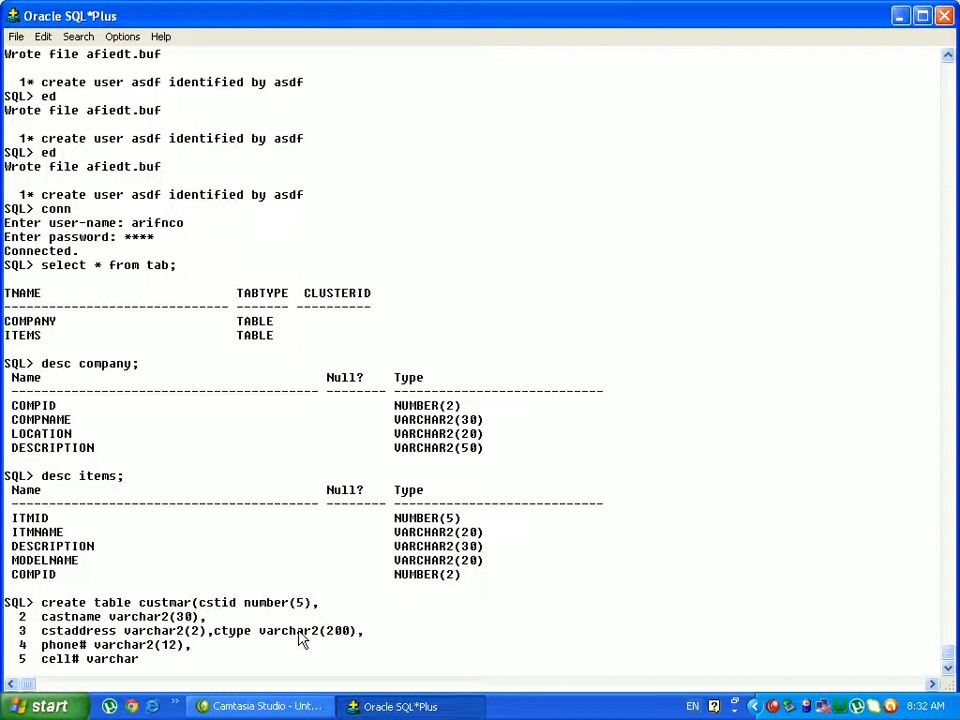 Oracle SQL*Plus
File Edit Search Options Help
Wrote file afiedt.buf
1* create user asdf identified by asdf
SQL> ed
Wrote file afiedt.buf
1* create user asdf identified by asdf
SQL> ed
Wrote file afiedt.buf
1* create user asdf identified by asdf
SQL> conn
Enter user-name: arifnco
Enter password: ****
Connected.
SQL> select * from tab;
TNAME TABTYPE CLUSTERID
------------------------------ ------- ----------
COMPANY TABLE
ITEMS TABLE
SQL> desc company;
Name Null? Type
----------------------------------------- -------- ----------------------------
COMPID NUMBER(2)
COMPNAME VARCHAR2(30)
LOCATION VARCHAR2(20)
DESCRIPTION VARCHAR2(50)
SQL> desc items;
Name Null? Type
----------------------------------------- -------- ----------------------------
ITMID NUMBER(5)
ITMNAME VARCHAR2(20)
DESCRIPTION VARCHAR2(30)
MODELNAME VARCHAR2(20)
COMPID NUMBER(2)
SQL> create table custmar(cstid number(5),
2 castname varchar2(30),
3 cstaddress varchar2(2),ctype varchar2(200),
4 phone# varchar2(12),
5 cell# varchar
start Camtasia Studio - Unt... Oracle SQL*Plus EN 8:32 AM